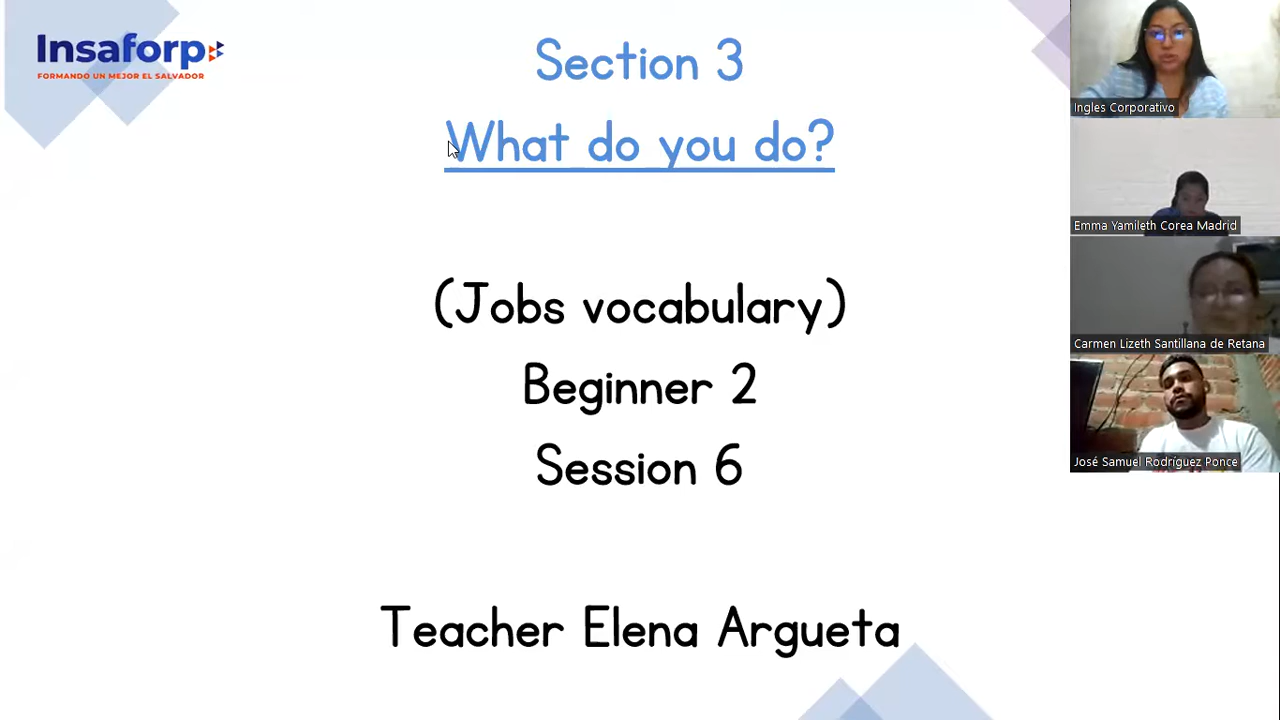 Insaforp
FORMANDO UN MEJOR EL SALVADOR
Section 3
What do you do?
(Jobs vocabulary)
Beginner 2
Session 6
Teacher Elena Argueta
Ingles Corporativo
Emma Yamileth Corea Madrid
Carmen Lizeth Santillana de Retana
José Samuel Rodríguez Ponce